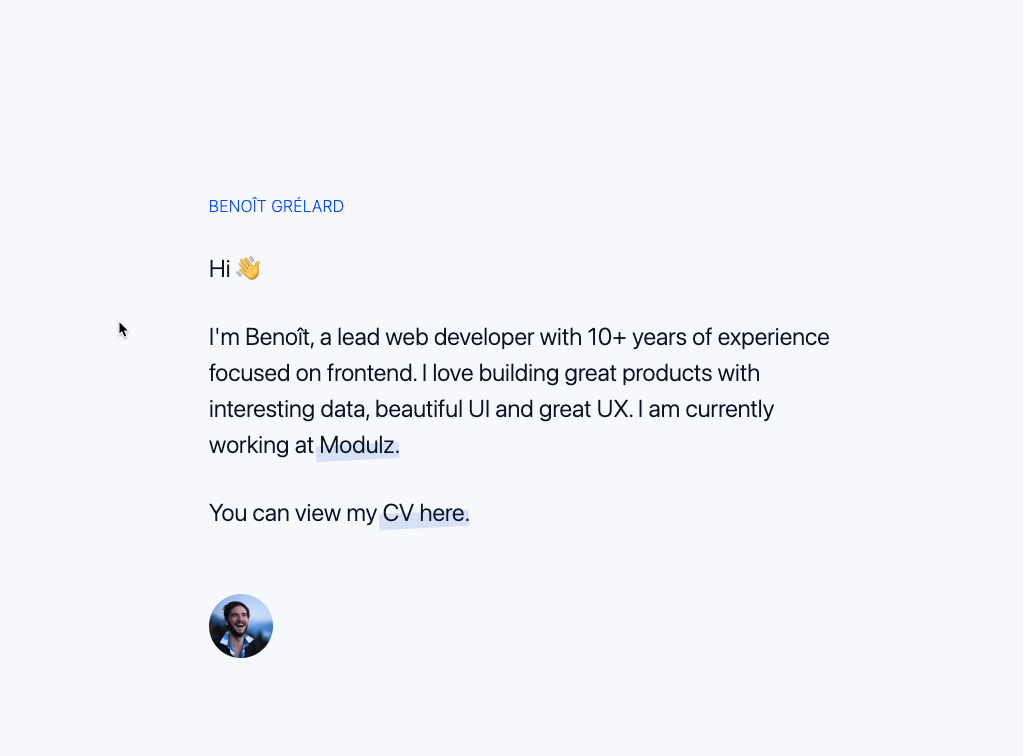 BENOÎT GRÉLARD
Hi 👋
I'm Benoît, a lead web developer with 10+ years of experience
focused on frontend. I love building great products with
interesting data, beautiful UI and great UX. I am currently
working at Modulz.
You can view my CV here.